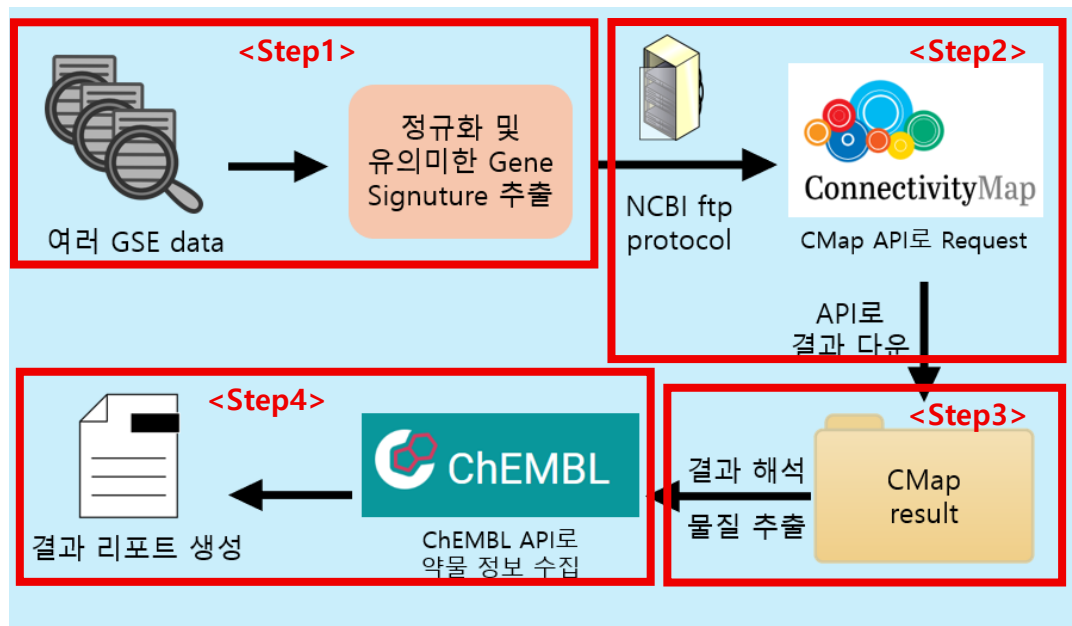 <Step1>
정규화 및
유의미한 Gene
Signuture 추출
여러 GSE data
<Step2>
NCBI ftp
protocol
ConnectivityMap
CMap API로 Request
API로
결과 다운
<Step3>
CMap
result
결과 해석
물질 추출
<Step4>
ChEMBL
ChEMBL API로
약물 정보 수집
결과 리포트 생성